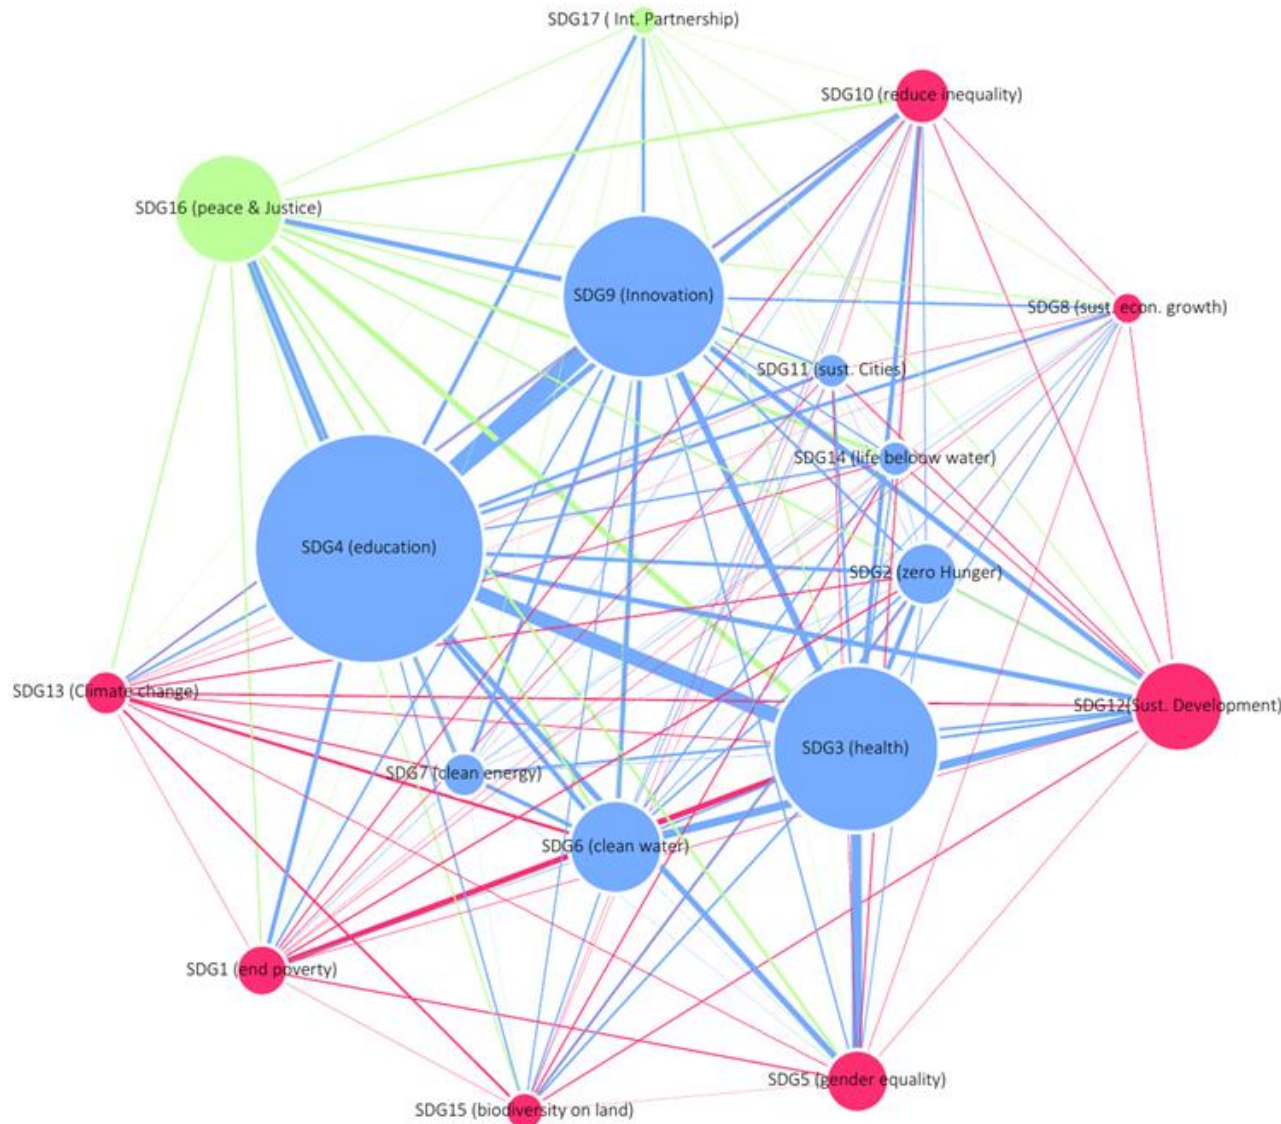 SDG17 ( Int. Partnership)
SDG10 (reduce inequality)
SDG16 (peace & Justice)
SDG9 (Innovation)
SDG8 (sust. econ. growth)
SDG11 (sust. Cities)
SDG14 (life beloow water)
SDG4 (education)
SDG2 (zero Hunger)
SDG13 (Climate change)
SDG12(Sust. Development)
SDG3 (health)
SDG7 (clean energy)
SDG6 (clean water)
SDG1 (end poverty)
SDG5 (gender equality)
SDG15 (biodiversity on land)